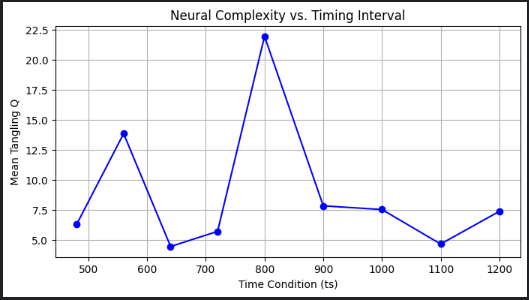 Neural Complexity vs. Timing Interval
Mean Tangling Q
22.5
20.0
17.5
15.0
12.5
10.0
7.5
5.0
500 600 700 800 900 1000 1100 1200
Time Condition (ts)